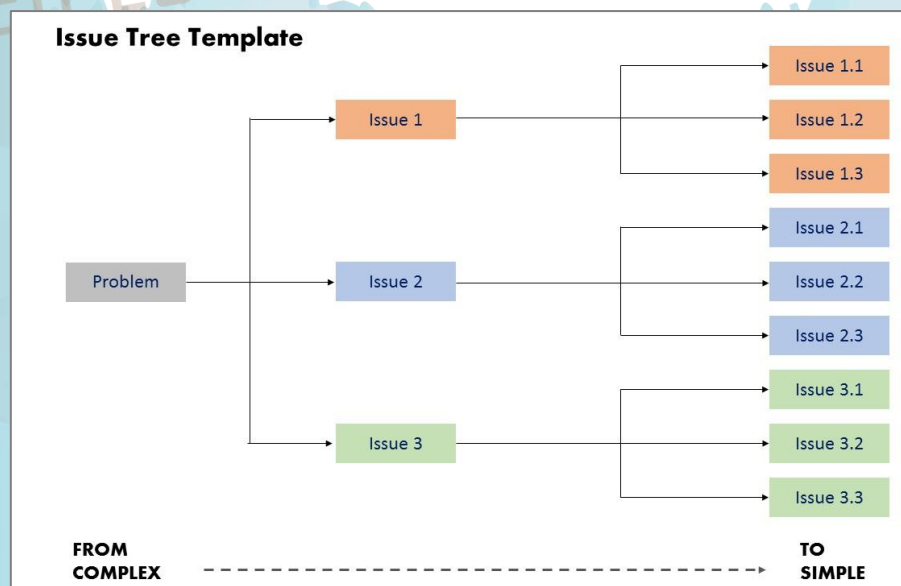 Issue Tree Template
Issue 1.1
Issue 1
Issue 1.2
Issue 1.3
Issue 2.1
Problem
Issue 2
Issue 2.2
Issue 2.3
Issue 3.1
Issue 3
Issue 3.2
Issue 3.3
FROM
COMPLEX
TO
SIMPLE